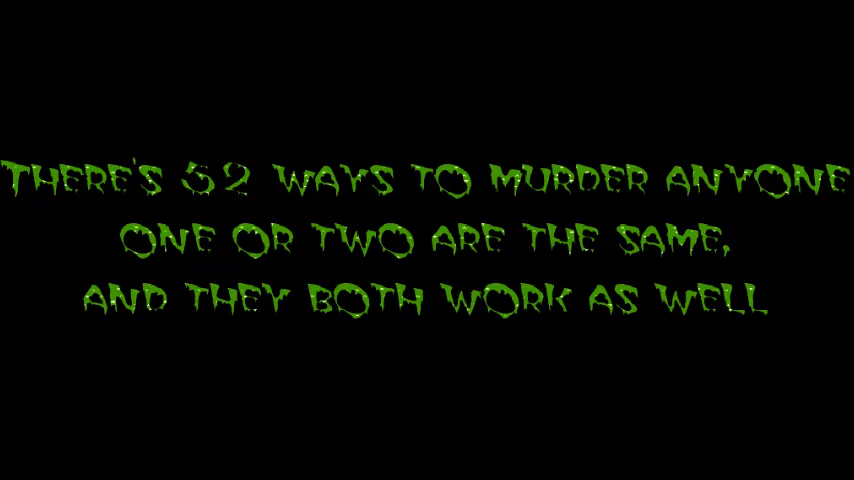 THERE'S 52 WAYS TO MURDER ANYONE
ONE OR TWO ARE THE SAME,
AND THEY BOTH WORK AS WELL